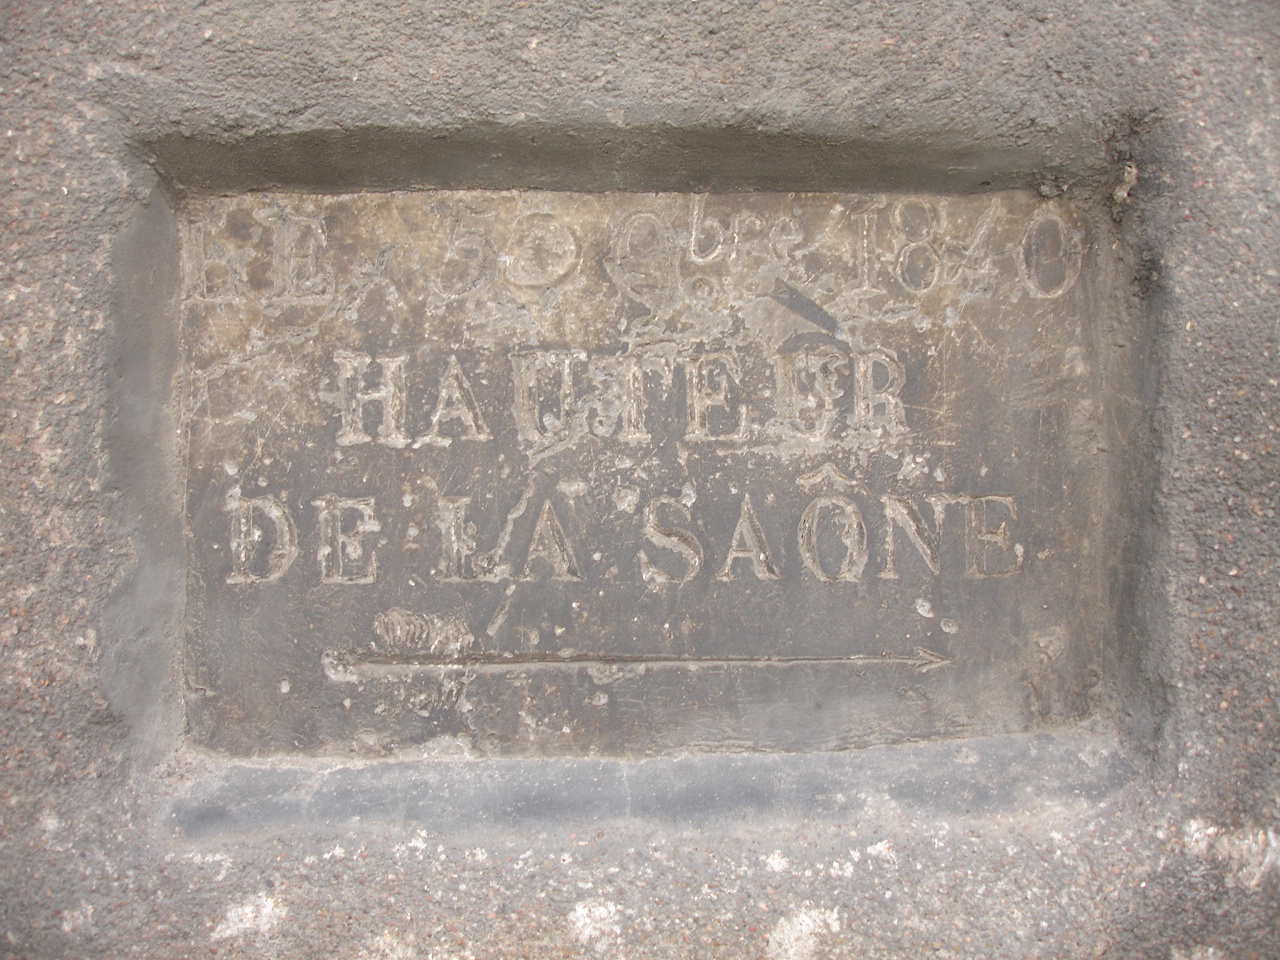 LE 5 9bre 1840
HAUTEUR
DE LA SAÔNE